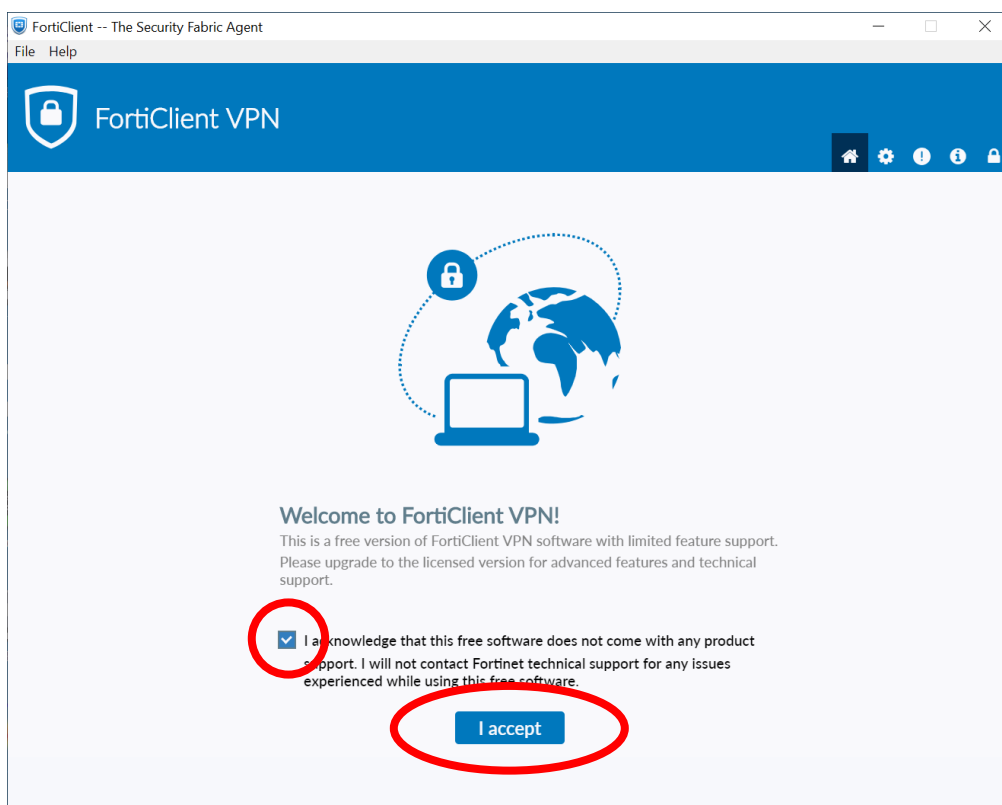 FortiClient -- The Security Fabric Agent
File Help
FortiClient VPN
Welcome to FortiClient VPN!
This is a free version of FortiClient VPN software with limited feature support.
Please upgrade to the licensed version for advanced features and technical
support.
I acknowledge that this free software does not come with any product
support. I will not contact Fortinet technical support for any issues
experienced while using this free software.
I accept